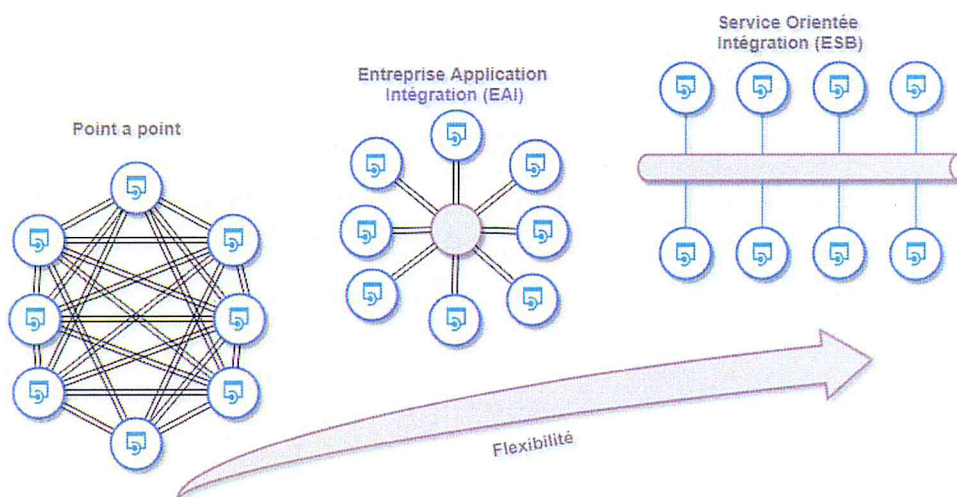 Point a point
Entreprise Application
Intégration (EAI)
Service Orientée
Intégration (ESB)
Flexibilité